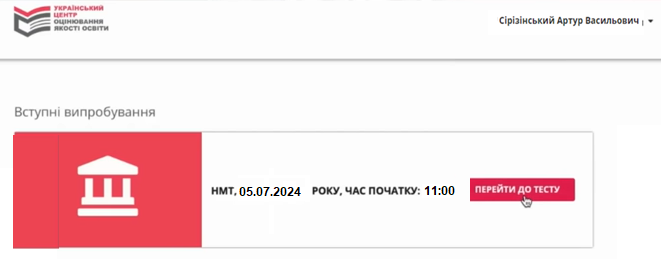 УКРАЇНСЬКИЙ
ЦЕНТР
ОЦІНЮВАННЯ
ЯКОСТІ ОСВІТИ
Сірізінський Артур Васильович
Вступні випробування
НМТ, 05.07.2024 РОКУ, ЧАС ПОЧАТКУ: 11:00
ПЕРЕЙТИ ДО ТЕСТУ